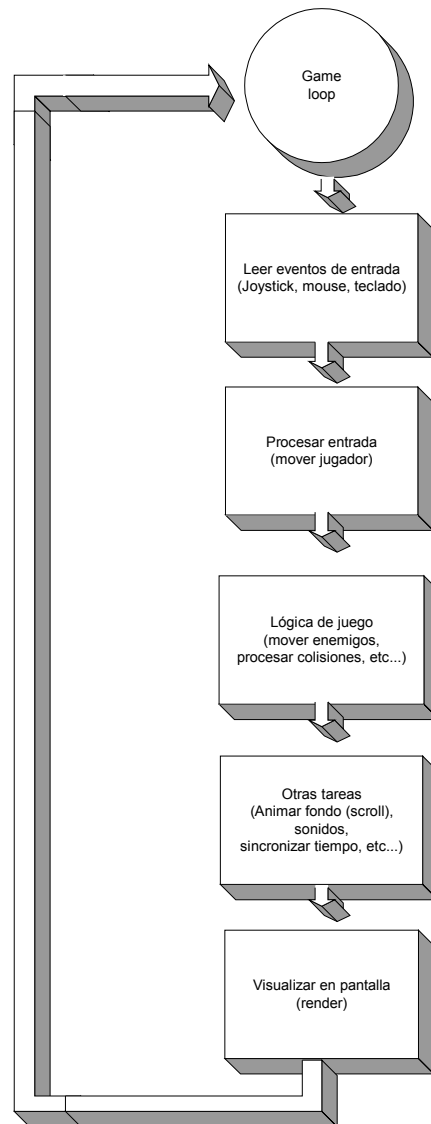 Game
loop
Leer eventos de entrada
(Joystick, mouse, teclado)
Procesar entrada
(mover jugador)
Lógica de juego
(mover enemigos,
procesar colisiones, etc...)
Otras tareas
(Animar fondo (scroll),
sonidos,
sincronizar tiempo, etc...)
Visualizar en pantalla
(render)